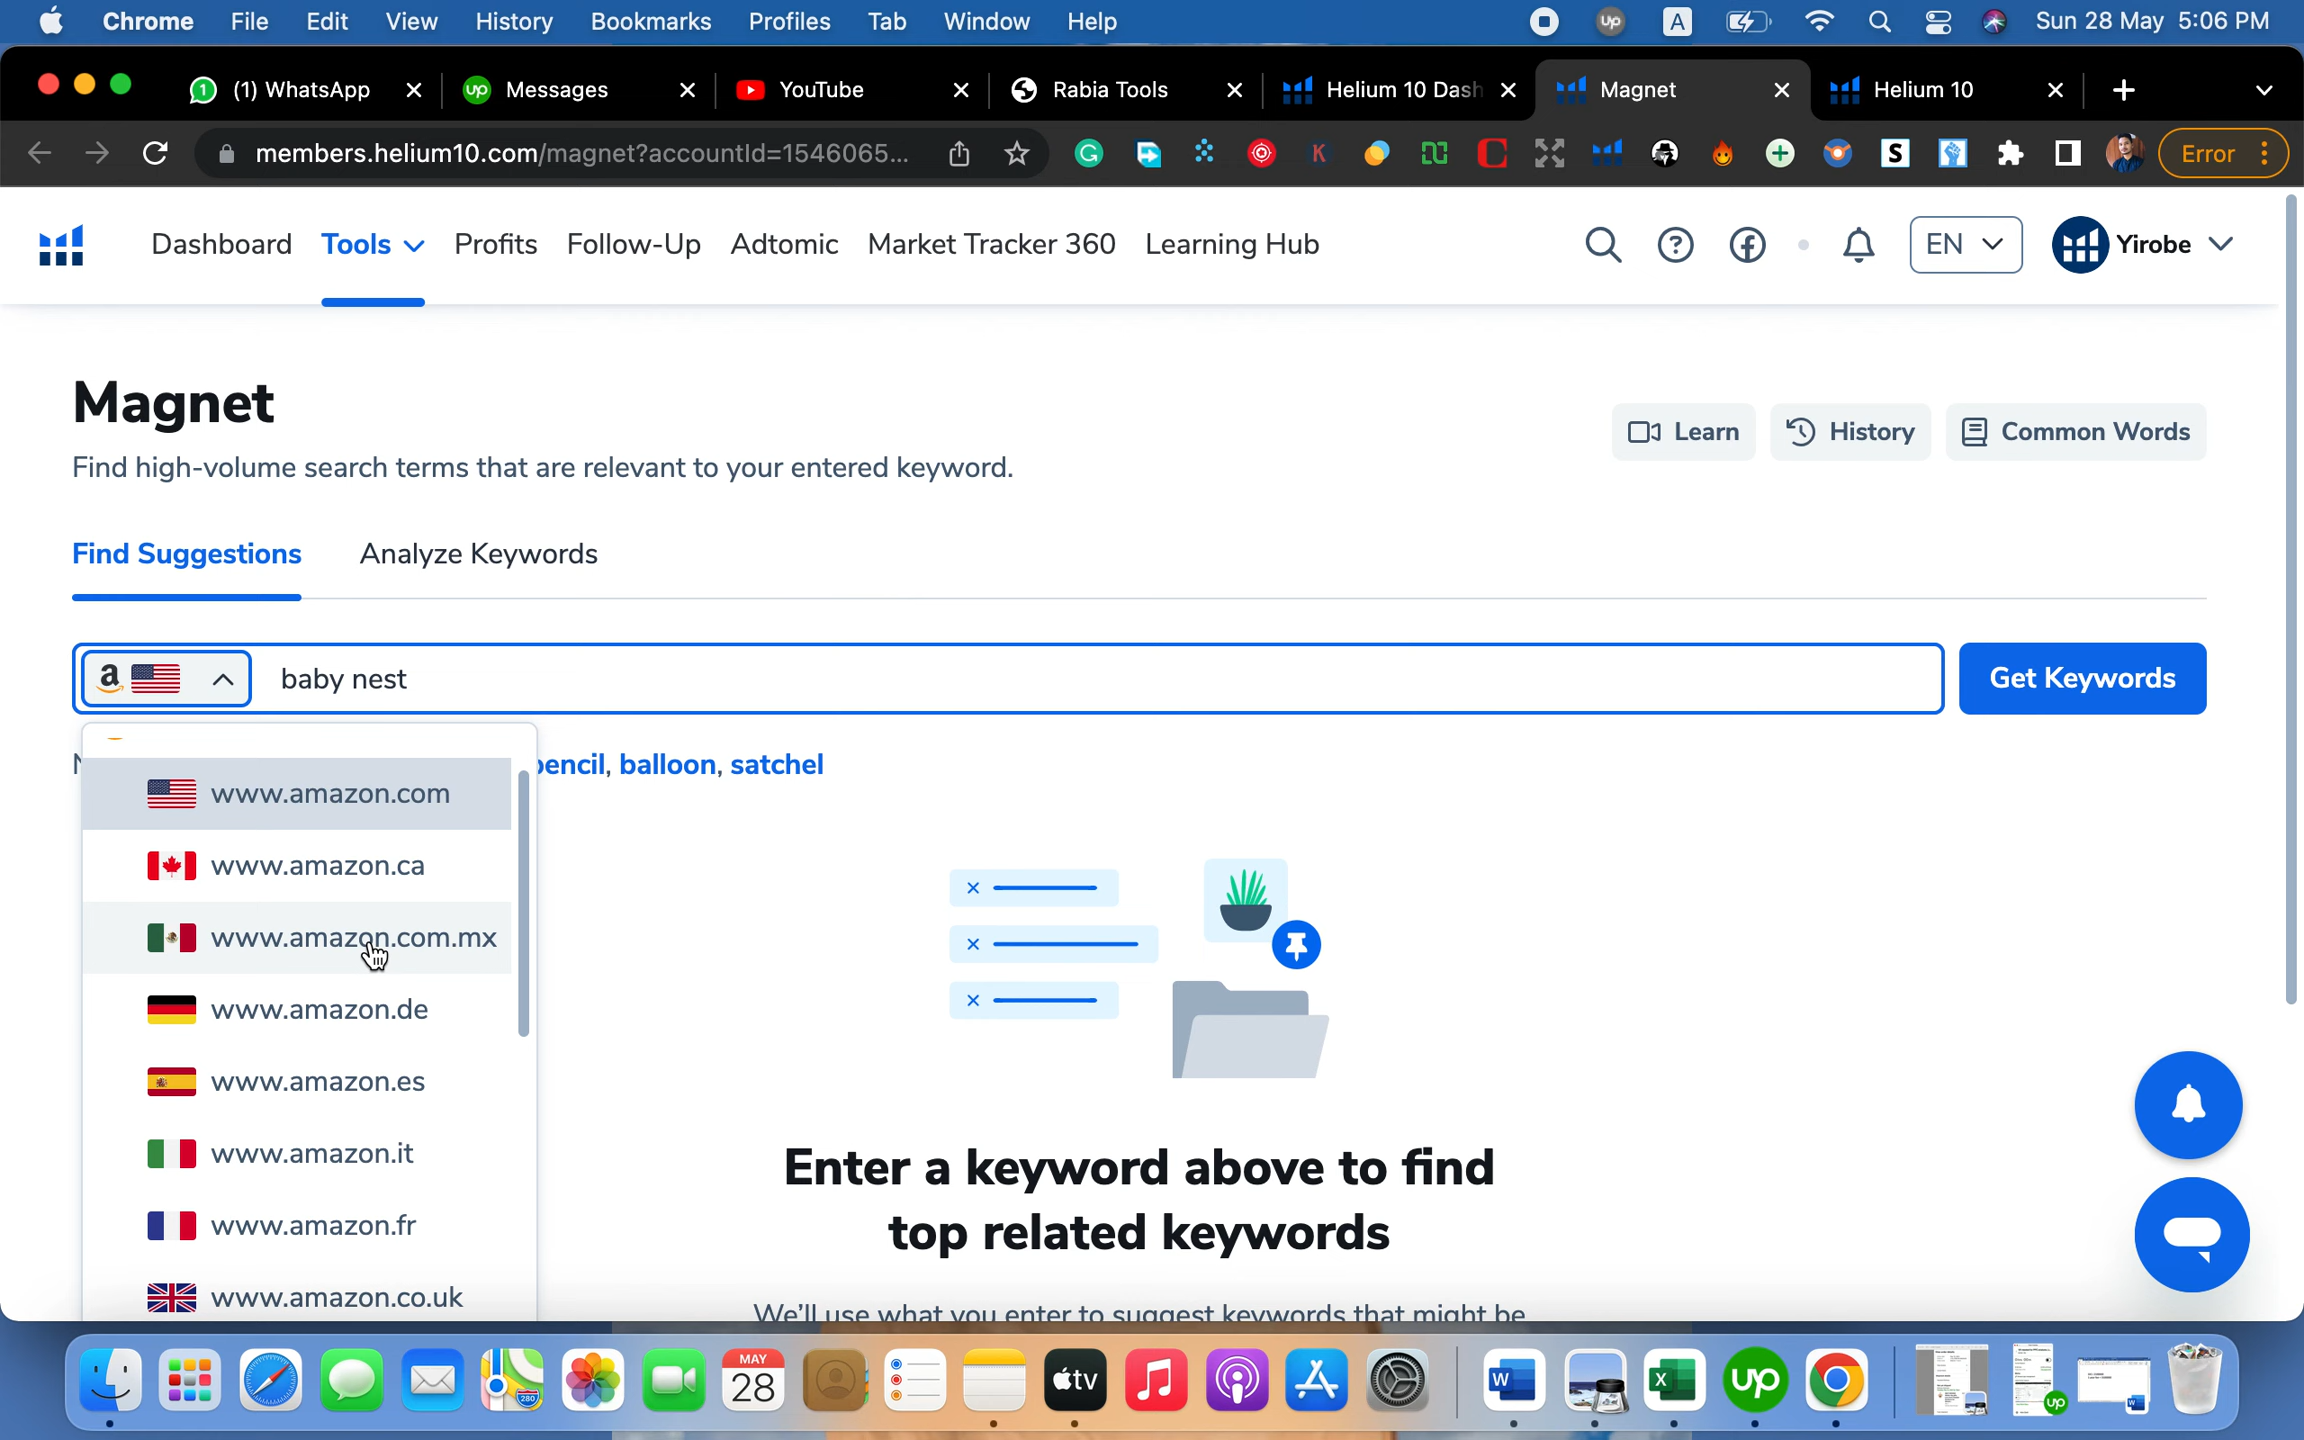 Chrome File Edit View History Bookmarks Profiles Tab Window Help UP A Sun 28 May 5:06 PM
(1) WhatsApp Messages YouTube Rabia Tools Helium 10 Dash Magnet Helium 10
members.helium10.com/magnet?accountId=1546065... Error
Dashboard Tools Profits Follow-Up Adtomic Market Tracker 360 Learning Hub EN Yirobe
Magnet
Find high-volume search terms that are relevant to your entered keyword.
Learn History Common Words
Find Suggestions Analyze Keywords
baby nest Get Keywords
pencil, balloon, satchel
www.amazon.com
www.amazon.ca
www.amazon.com.mx
www.amazon.de
www.amazon.es
www.amazon.it
www.amazon.fr
www.amazon.co.uk
Enter a keyword above to find
top related keywords
We'll use what you enter to suggest keywords that might be
MAY
28
280
tv
W
X
up